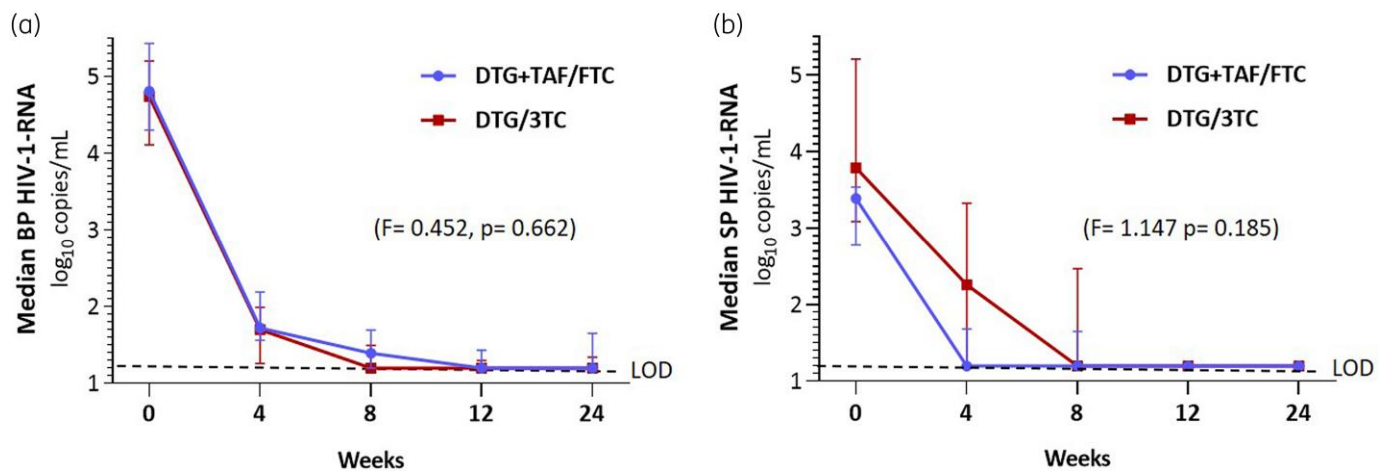 (a)
Median BP HIV-1-RNA
log10 copies/mL
5
4
3
2
1
DTG+TAF/FTC
DTG/3TC
(F= 0.452, p= 0.662)
LOD
0 4 8 12 24
Weeks
(b)
Median SP HIV-1-RNA
log10 copies/mL
5
4
3
2
1
DTG+TAF/FTC
DTG/3TC
(F= 1.147 p= 0.185)
LOD
0 4 8 12 24
Weeks